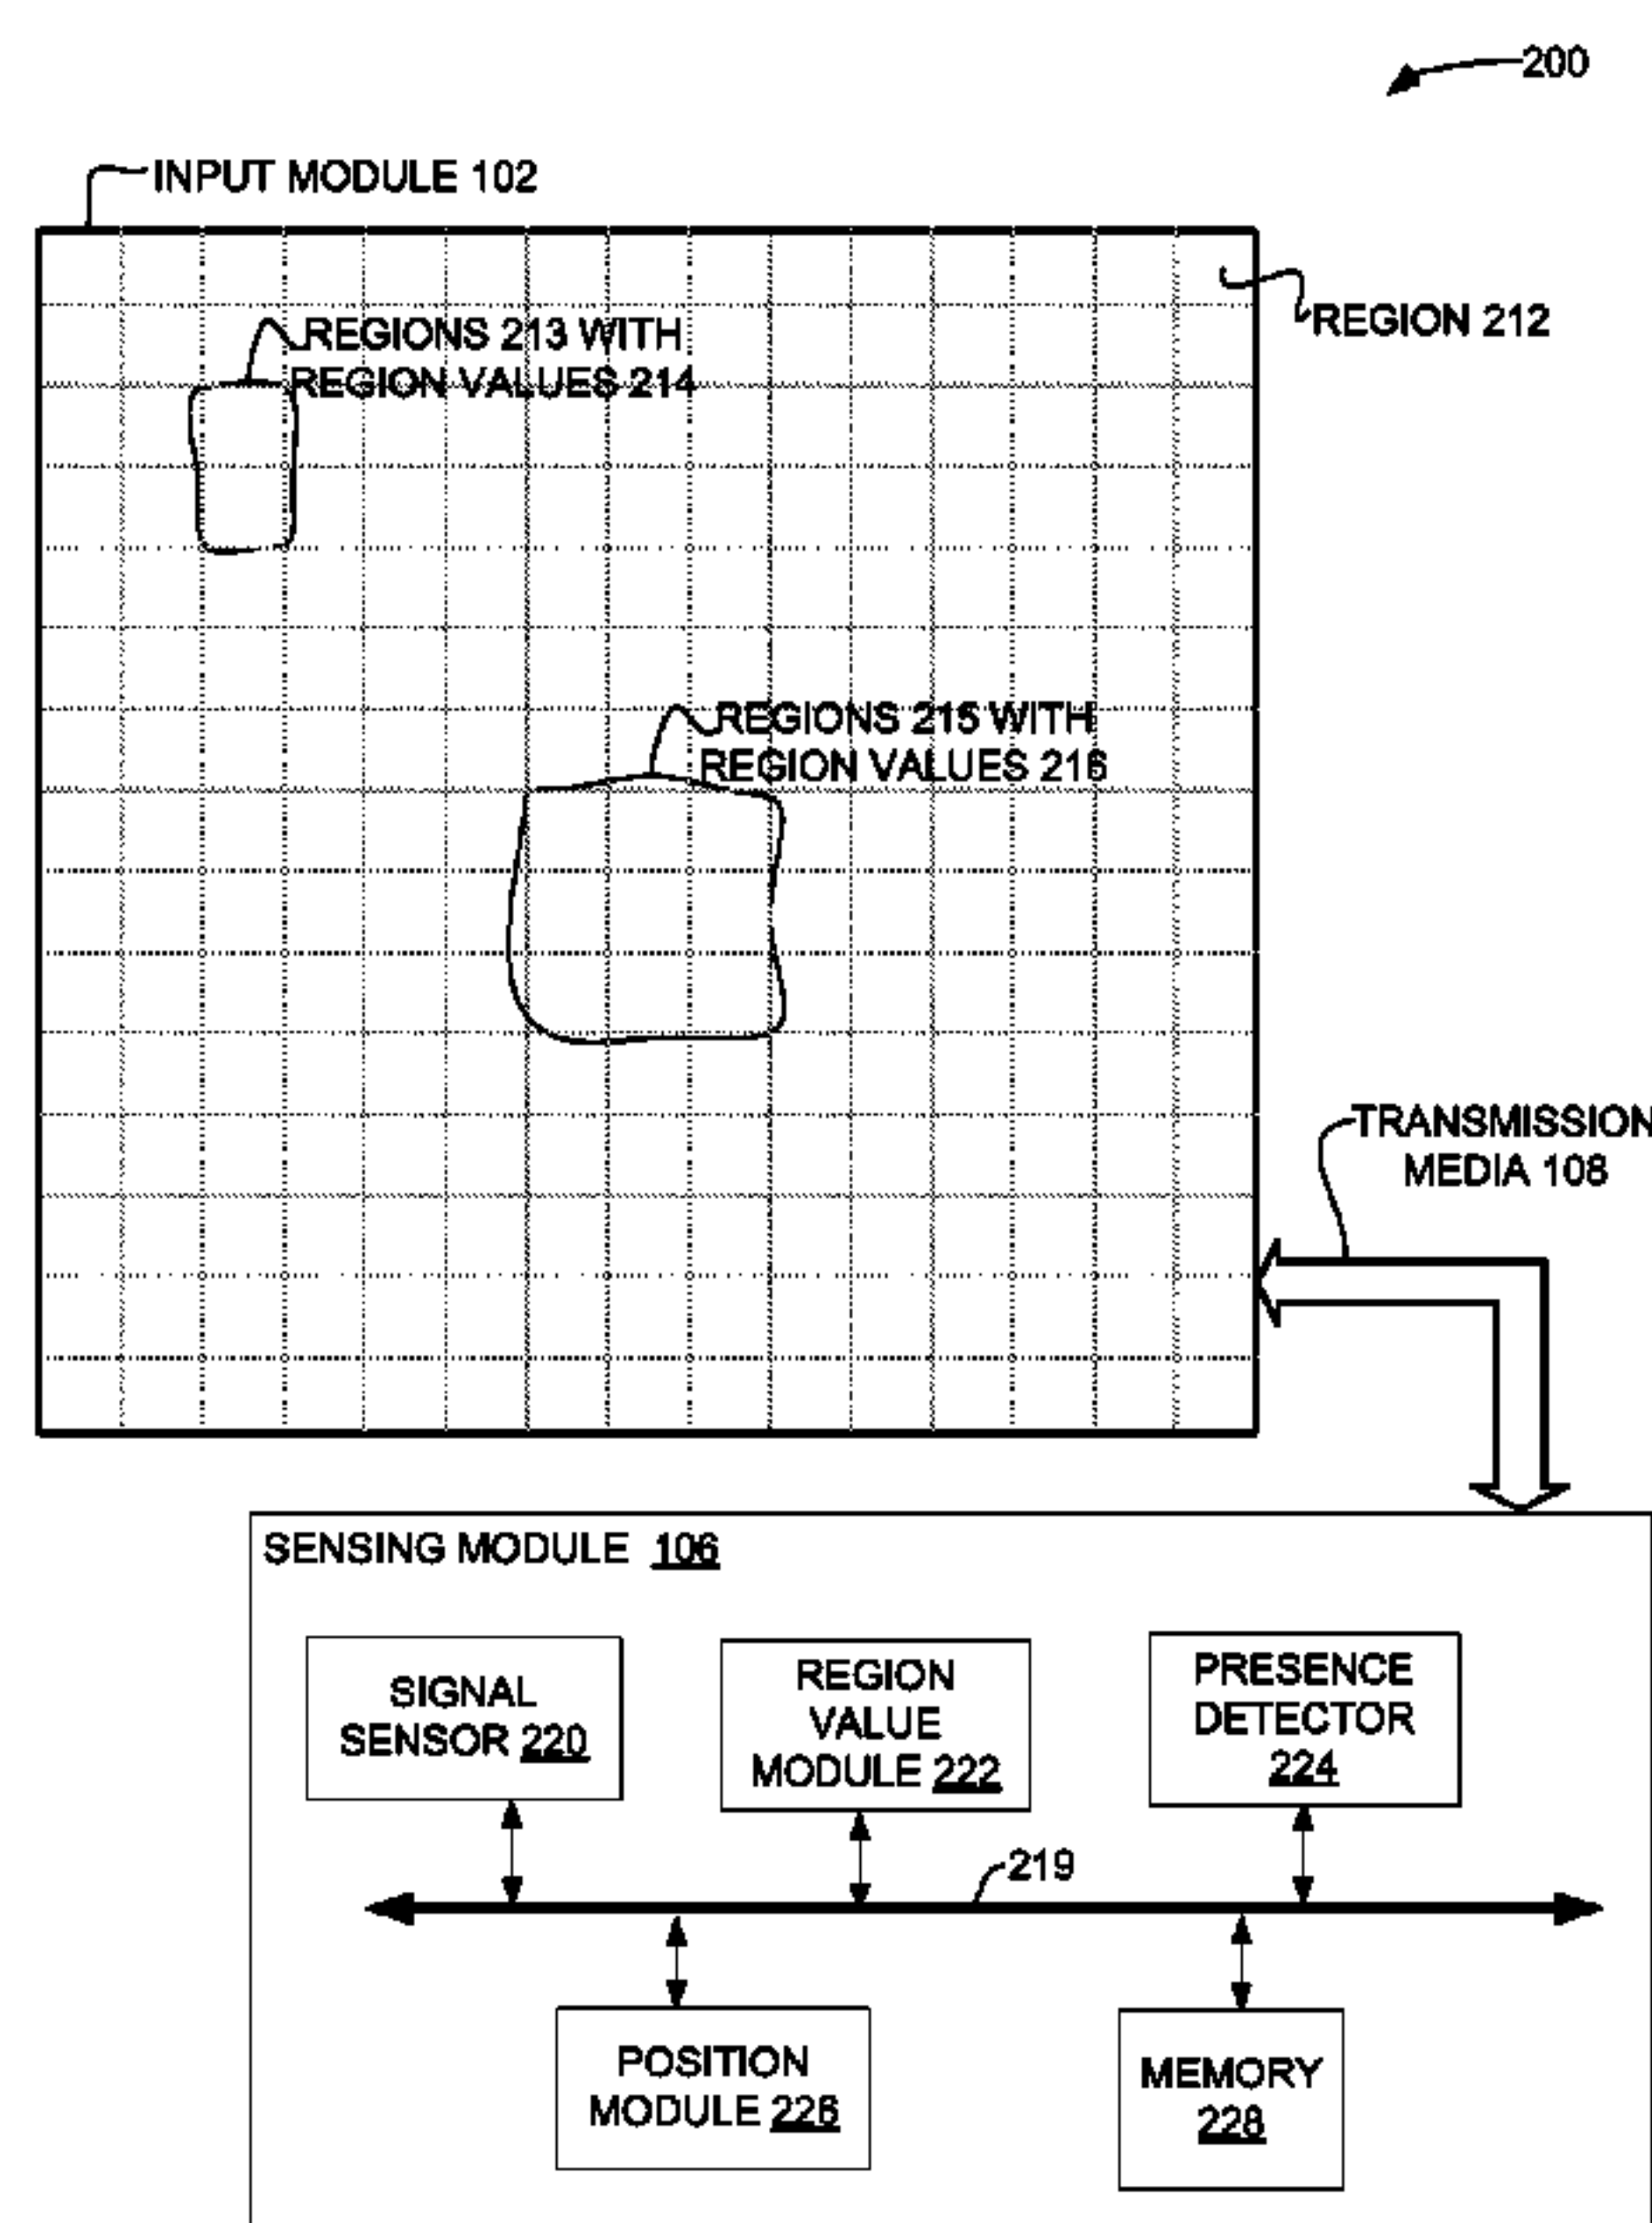 200
INPUT MODULE 102
REGION 212
REGIONS 213 WITH
REGION VALUES 214
REGIONS 215 WITH
REGION VALUES 216
TRANSMISSION
MEDIA 108
SENSING MODULE 106
SIGNAL
SENSOR 220
REGION
VALUE
MODULE 222
PRESENCE
DETECTOR
224
219
POSITION
MODULE 226
MEMORY
228